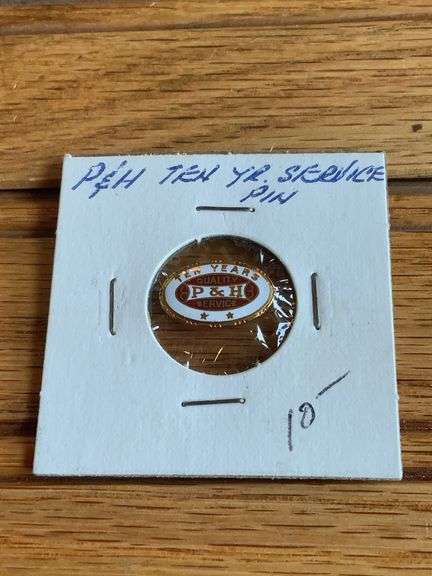 P&H TEN YR. SERVICE
PIN
TEN YEARS
QUALITY
P&H
SERVICE
10-